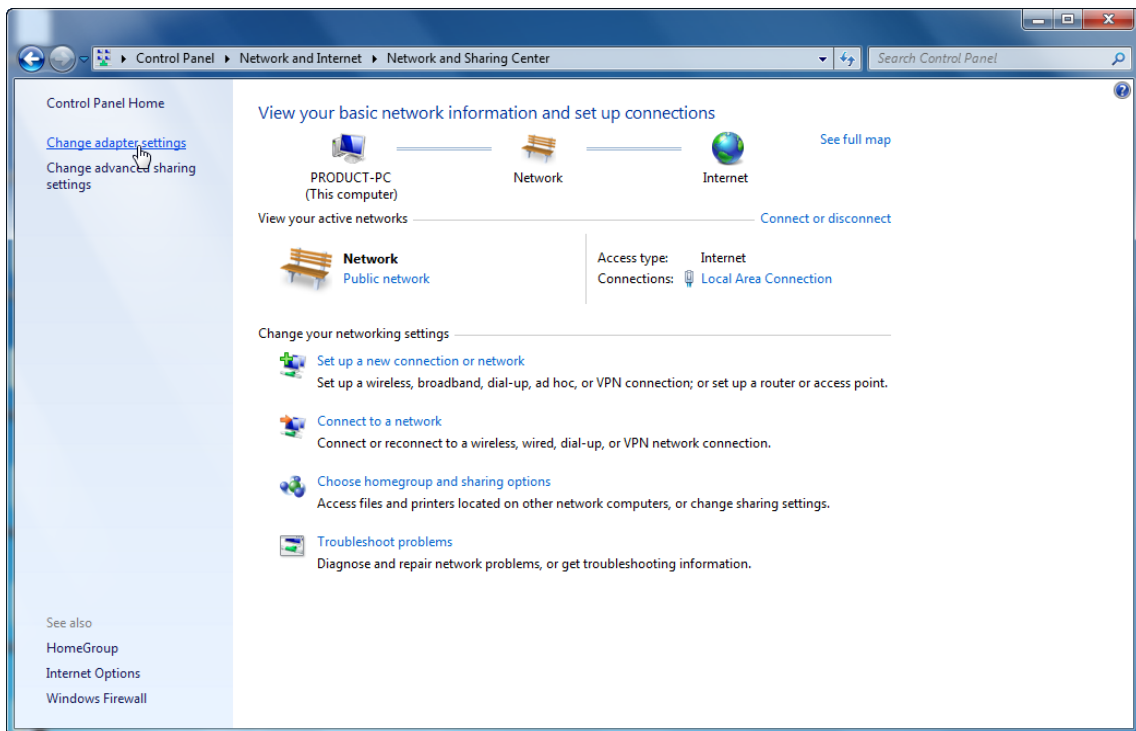 Control Panel ▸ Network and Internet ▸ Network and Sharing Center
Search Control Panel
Control Panel Home
Change adapter settings
Change advanced sharing
settings
View your basic network information and set up connections
See full map
PRODUCT-PC
(This computer)
Network
Internet
View your active networks
Connect or disconnect
Network
Public network
Access type: Internet
Connections: Local Area Connection
Change your networking settings
Set up a new connection or network
Set up a wireless, broadband, dial-up, ad hoc, or VPN connection; or set up a router or access point.
Connect to a network
Connect or reconnect to a wireless, wired, dial-up, or VPN network connection.
Choose homegroup and sharing options
Access files and printers located on other network computers, or change sharing settings.
Troubleshoot problems
Diagnose and repair network problems, or get troubleshooting information.
See also
HomeGroup
Internet Options
Windows Firewall